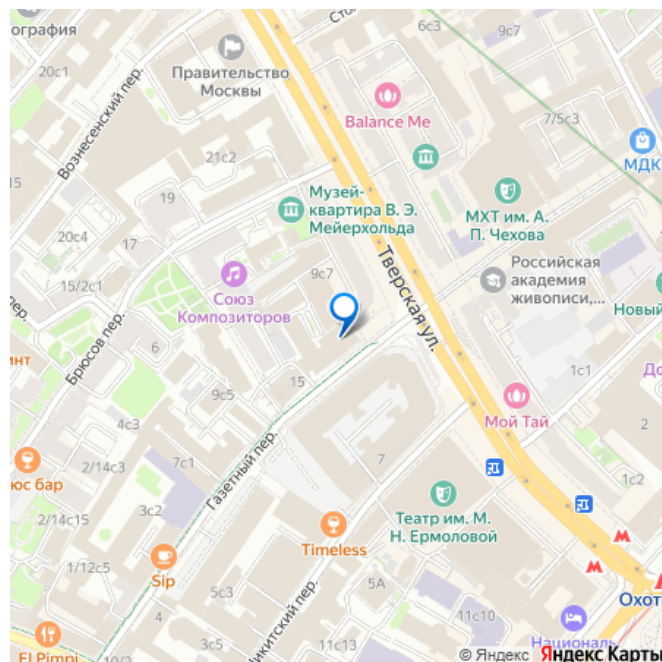 ография
9с7
20с1
Правительство
Москвы
Вознесенский пер.
Balance Me
7/5с3
МДК
21с2
15
19
Музей-
квартира В. Э.
Мейерхольда
МХТ им. А.
П. Чехова
20с4
17
Тверская ул.
Российская
академия
живописи,...
15/2с1
9с7
Союз
Композиторов
Новый
Брюсов пер.
6
инт
15
9с5
1с1
До
Мой Тай
2
4с3
2/14с3
7с1
7
Газетный пер.
юс бар
1с2
3с2
2/14с15
Театр им. М.
Н. Ермоловой
Timeless
1/12с5
Sip
5А
Охот
5с3
4
11с10
El Pimpi
10/2
Никитский пер.
11с13
Националь
© Яндекс Яндекс Карты